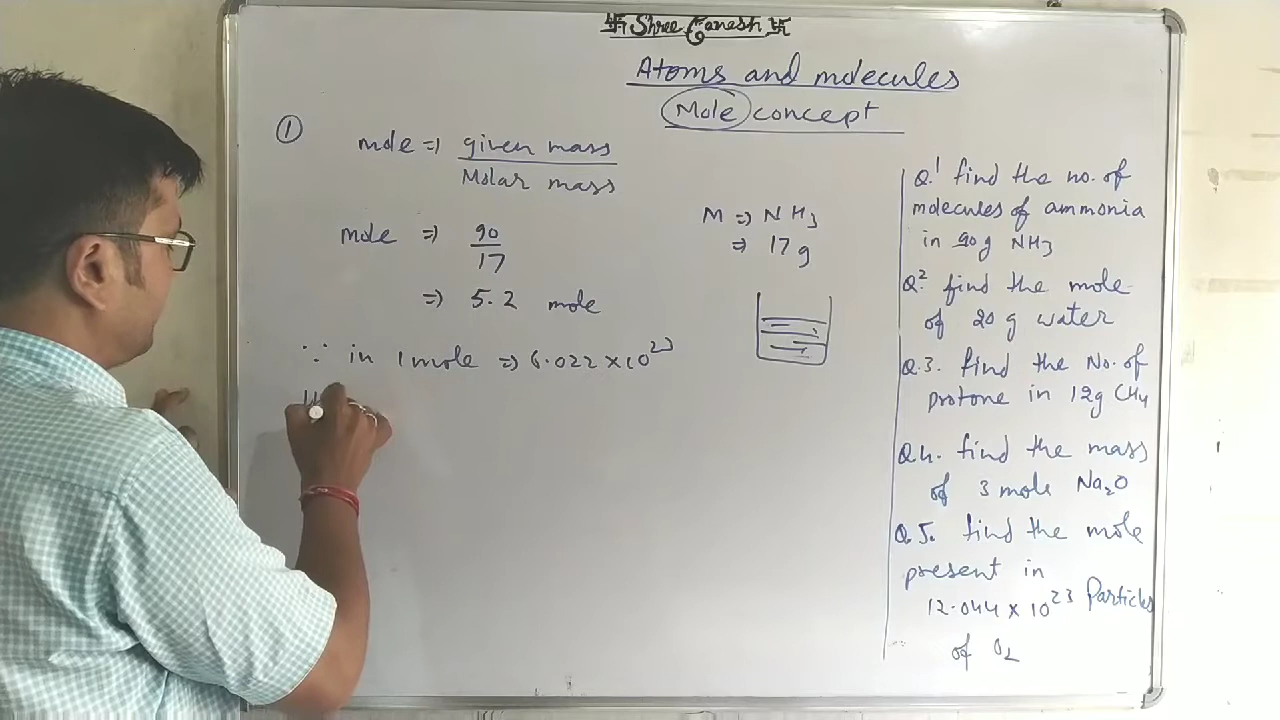 卐 Shree Ganesh 卐
Atoms and molecules
Mole concept
①
mole ⇒ given mass
Molar mass
mole ⇒ 90
17
⇒ 5.2 mole
∵ in 1 mole ⇒ 6.022 × 10²³
M ⇒ NH₃
⇒ 17 g
Q.1 find the no. of
molecules of ammonia
in 90g NH₃
Q.2 find the mole
of 20 g water
Q.3. find the No. of
protone in 12g CH₄
Q.4. find the mass
of 3 mole Na₂O
Q.5. find the mole
present in
12.044 × 10²³ Particles
of O₂